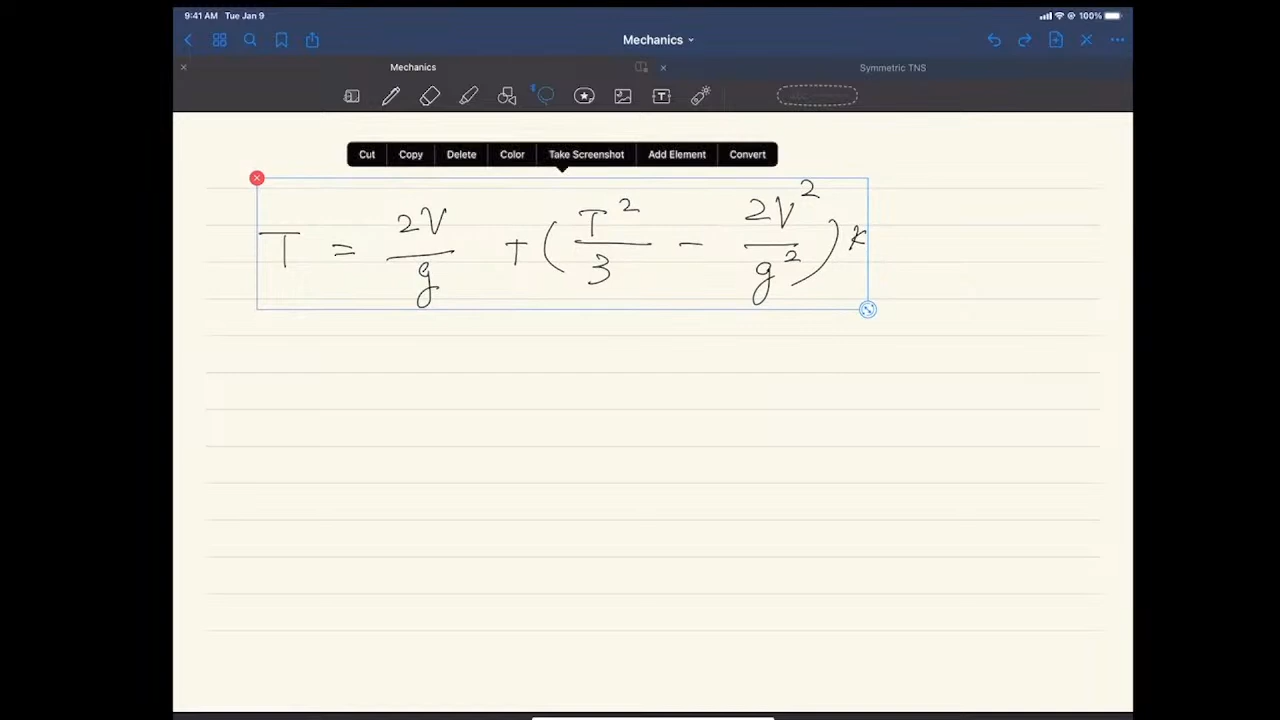 9:41 AM Tue Jan 9 100%
Mechanics
Mechanics Symmetric TNS
Cut Copy Delete Color Take Screenshot Add Element Convert
T = 2V/g + (T²/3 − 2V²/g²) k